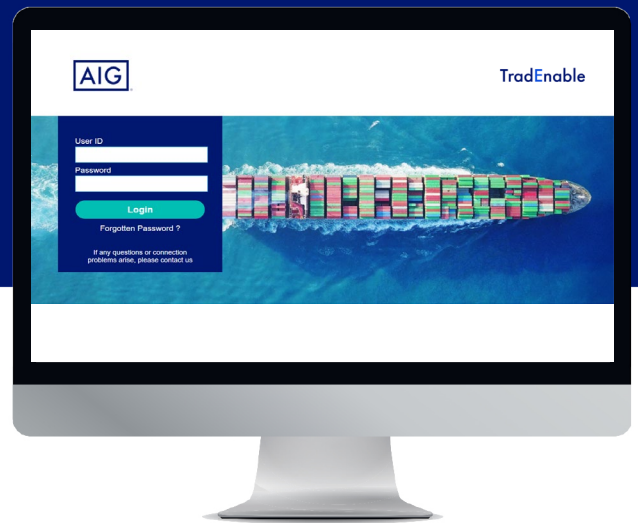 AIG
TradEnable
User ID
Password
Login
Forgotten Password ?
If any questions or connection
problems arise, please contact us